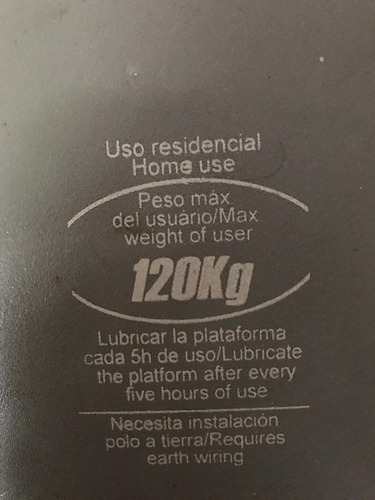 Uso residencial
Home use
Peso máx
del usuário/Max
weight of user
120Kg
Lubricar la plataforma
cada 5h de uso/Lubricate
the platform after every
five hours of use
Necesita instalación
polo a tierra/Requires
earth wiring